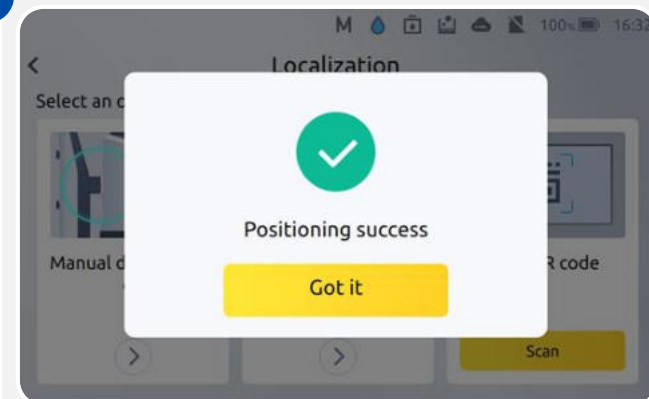 M 100% 16:32
Localization
Select an
Manual
R code
Positioning success
Got it
Scan